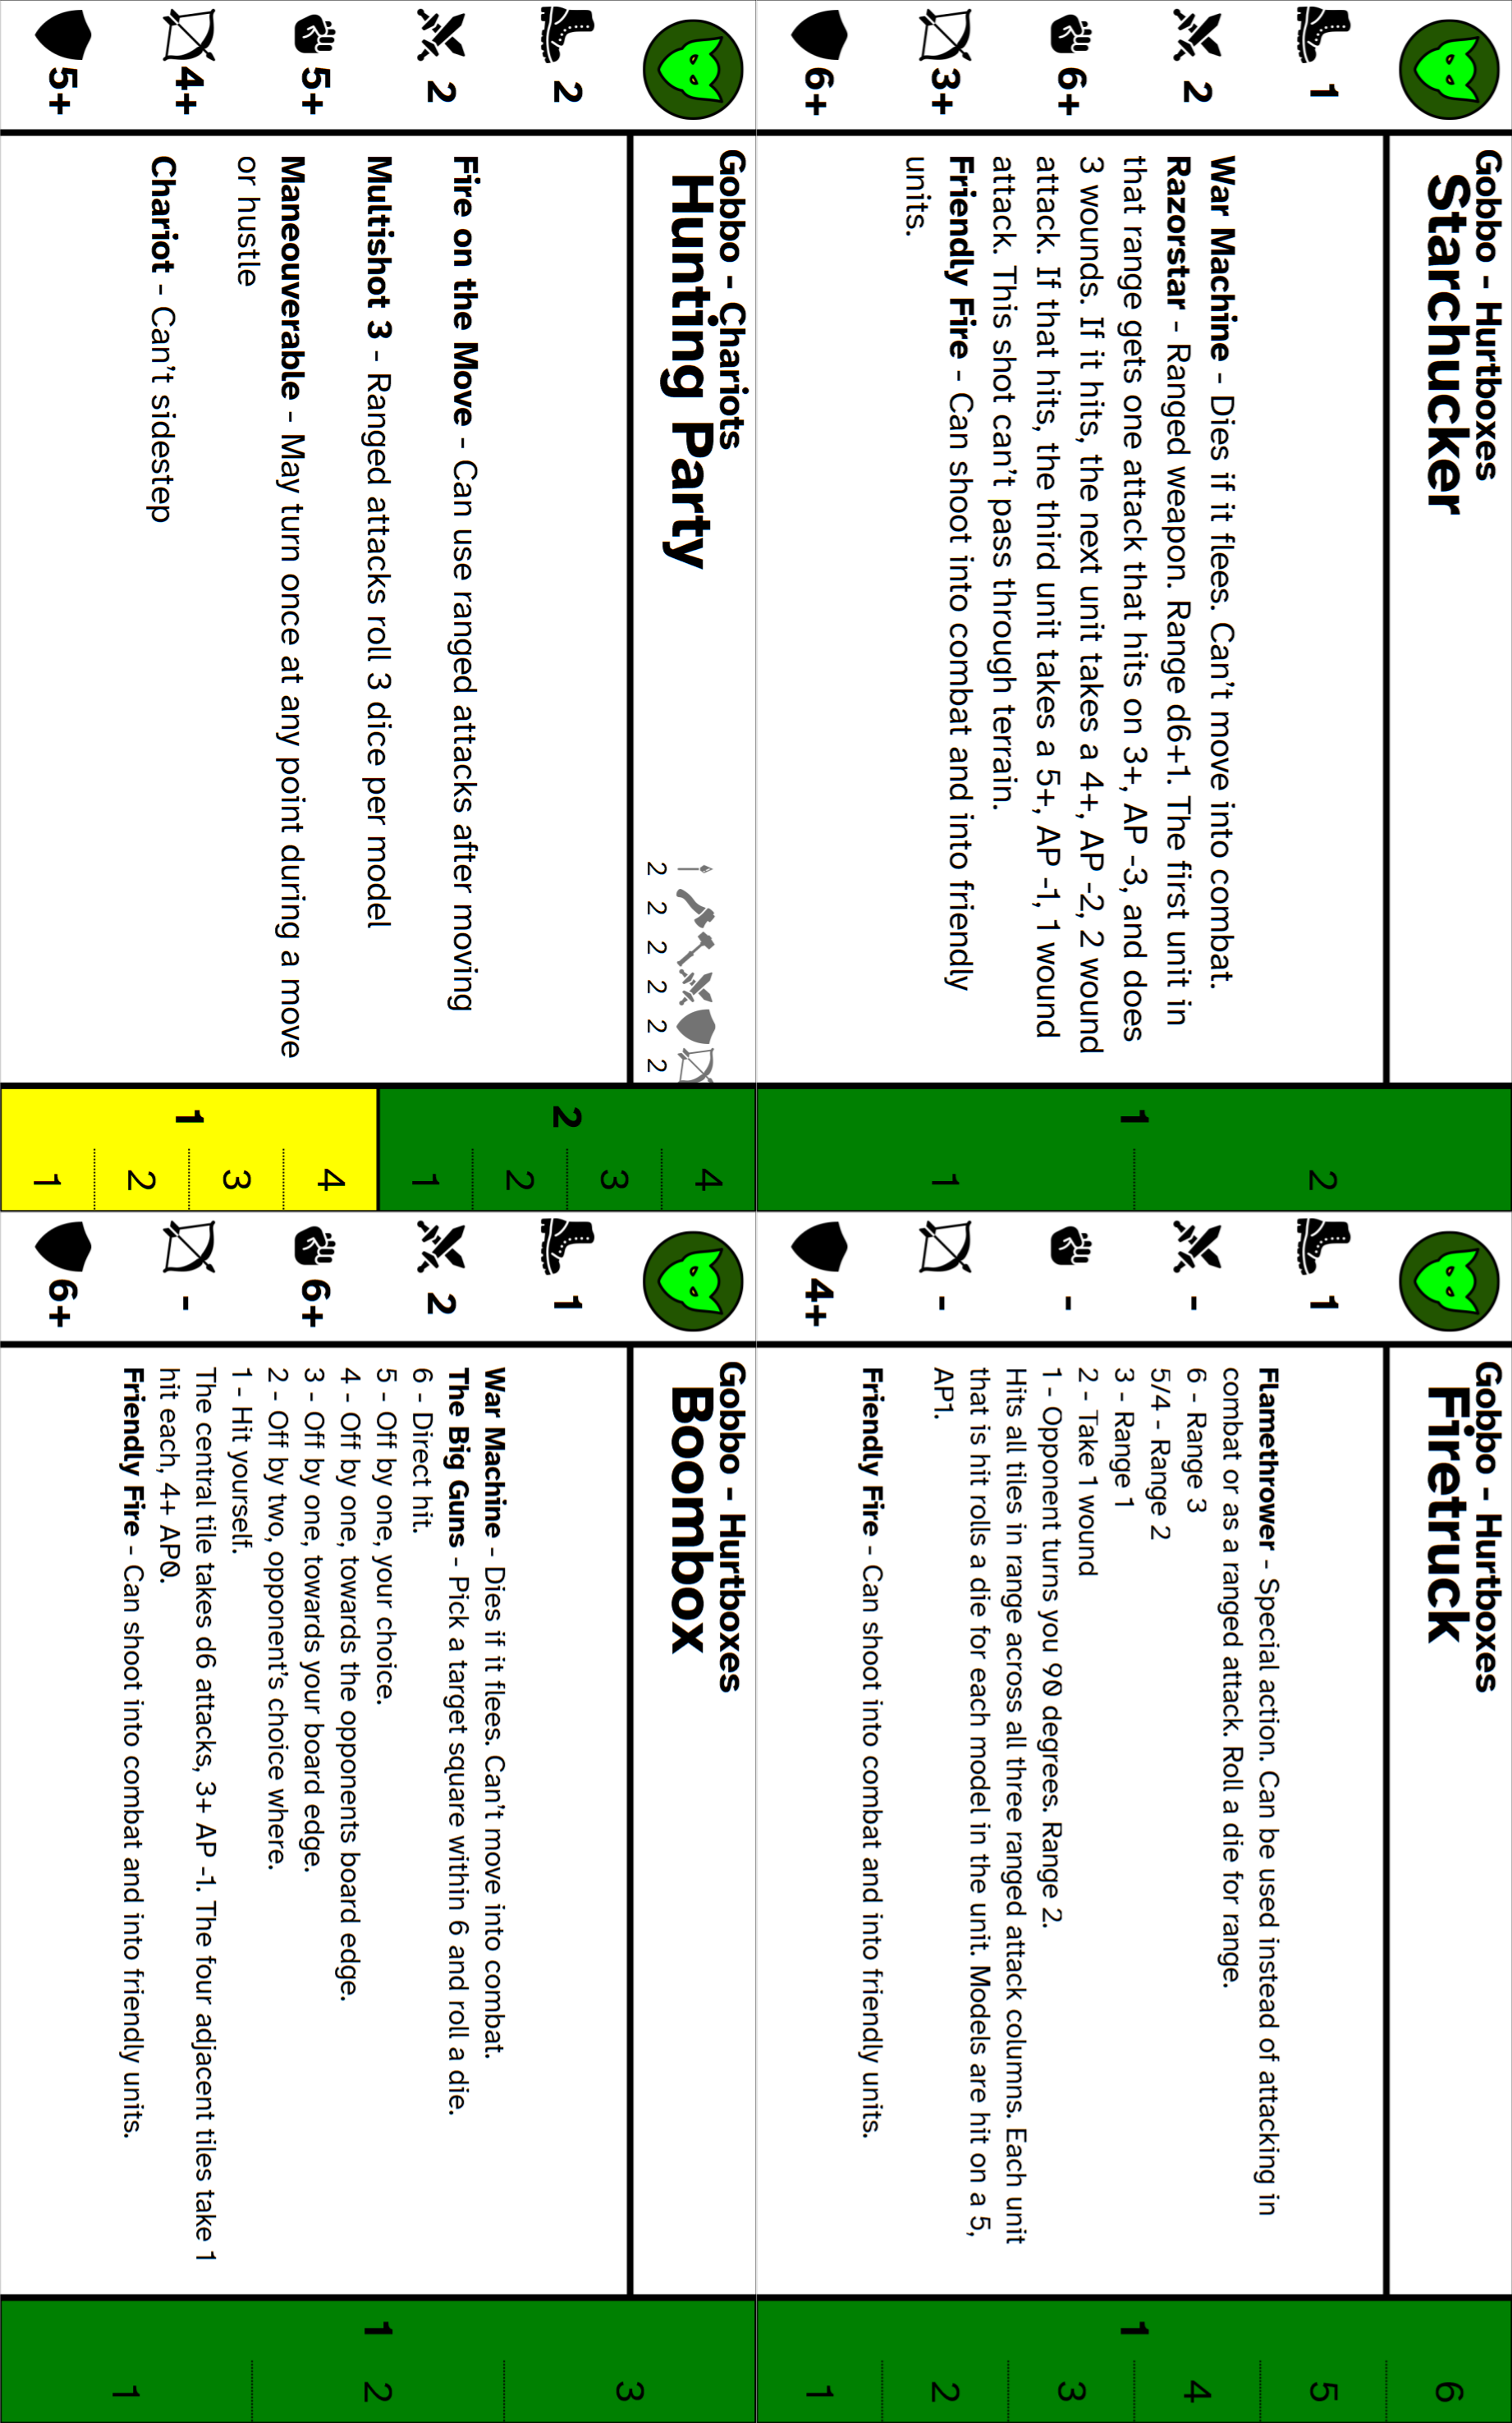 Gobbo - Hurtboxes
Starchucker
1
2
6+
3+
6+
War Machine - Dies if it flees. Can't move into combat.
Razorstar - Ranged weapon. Range d6+1. The first unit in
that range gets one attack that hits on 3+, AP -3, and does
3 wounds. If it hits, the next unit takes a 4+, AP -2, 2 wound
attack. If that hits, the third unit takes a 5+, AP -1, 1 wound
attack. This shot can't pass through terrain.
Friendly Fire - Can shoot into combat and into friendly
units.
1
2
1
Gobbo - Hurtboxes
Firetruck
1
-
-
-
4+
Flamethrower - Special action. Can be used instead of attacking in
combat or as a ranged attack. Roll a die for range.
6 - Range 3
5/4 - Range 2
3 - Range 1
2 - Take 1 wound
1 - Opponent turns you 90 degrees. Range 2.
Hits all tiles in range across all three ranged attack columns. Each unit
that is hit rolls a die for each model in the unit. Models are hit on a 5,
AP1.
Friendly Fire - Can shoot into combat and into friendly units.
1
6
5
4
3
2
1
Gobbo - Chariots
Hunting Party
2 2 2 2 2 2
2
2
5+
4+
5+
Fire on the Move - Can use ranged attacks after moving
Multishot 3 - Ranged attacks roll 3 dice per model
Maneouverable - May turn once at any point during a move
or hustle
Chariot - Can't sidestep
2
4
3
2
1
1
4
3
2
1
Gobbo - Hurtboxes
Boombox
1
2
6+
-
6+
War Machine - Dies if it flees. Can't move into combat.
The Big Guns - Pick a target square within 6 and roll a die.
6 - Direct hit.
5 - Off by one, your choice.
4 - Off by one, towards the opponents board edge.
3 - Off by one, towards your board edge.
2 - Off by two, opponent's choice where.
1 - Hit yourself.
The central tile takes d6 attacks, 3+ AP -1. The four adjacent tiles take 1
hit each, 4+ AP0.
Friendly Fire - Can shoot into combat and into friendly units.
1
3
2
1